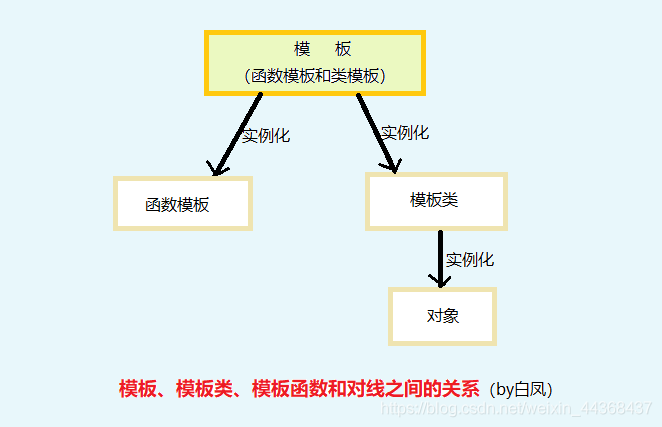 模 板
（函数模板和类模板）
实例化
实例化
函数模板
模板类
实例化
对象
模板、模板类、模板函数和对线之间的关系（by白凤）
https://blog.csdn.net/weixin_44368437